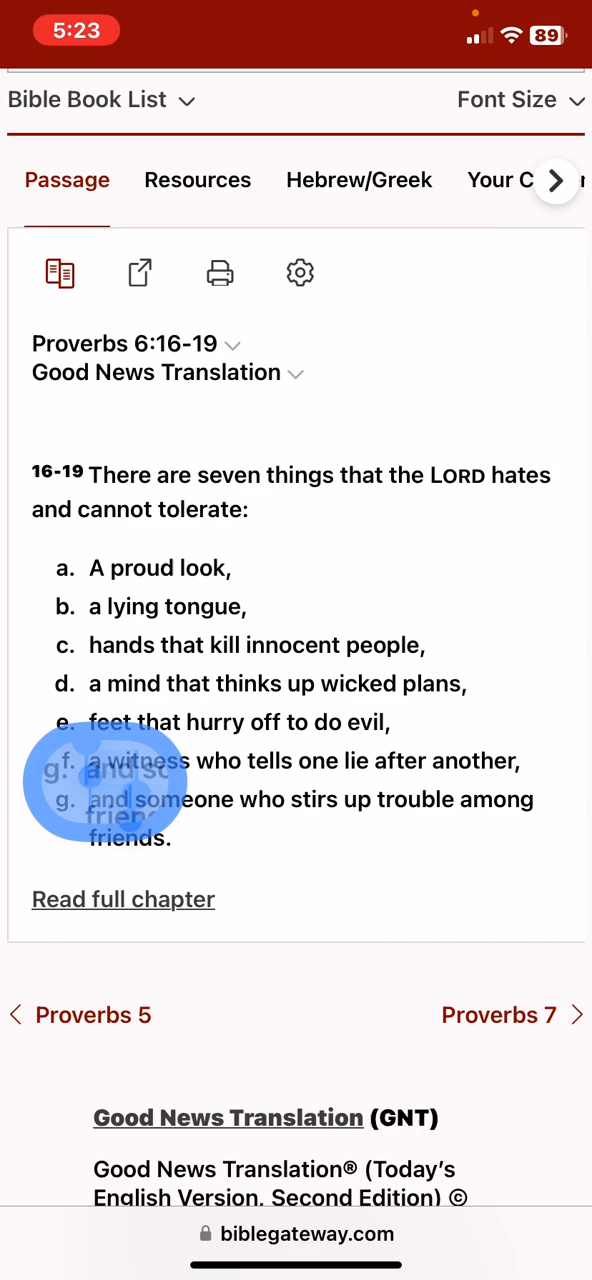 5:23
89
Bible Book List
Font Size
Passage Resources Hebrew/Greek Your C
Proverbs 6:16-19
Good News Translation
16-19 There are seven things that the LORD hates
and cannot tolerate:
a. A proud look,
b. a lying tongue,
c. hands that kill innocent people,
d. a mind that thinks up wicked plans,
e. feet that hurry off to do evil,
f. a witness who tells one lie after another,
g. and someone who stirs up trouble among
friends.
Read full chapter
Proverbs 5
Proverbs 7
Good News Translation (GNT)
Good News Translation® (Today's
English Version, Second Edition) ©
biblegateway.com